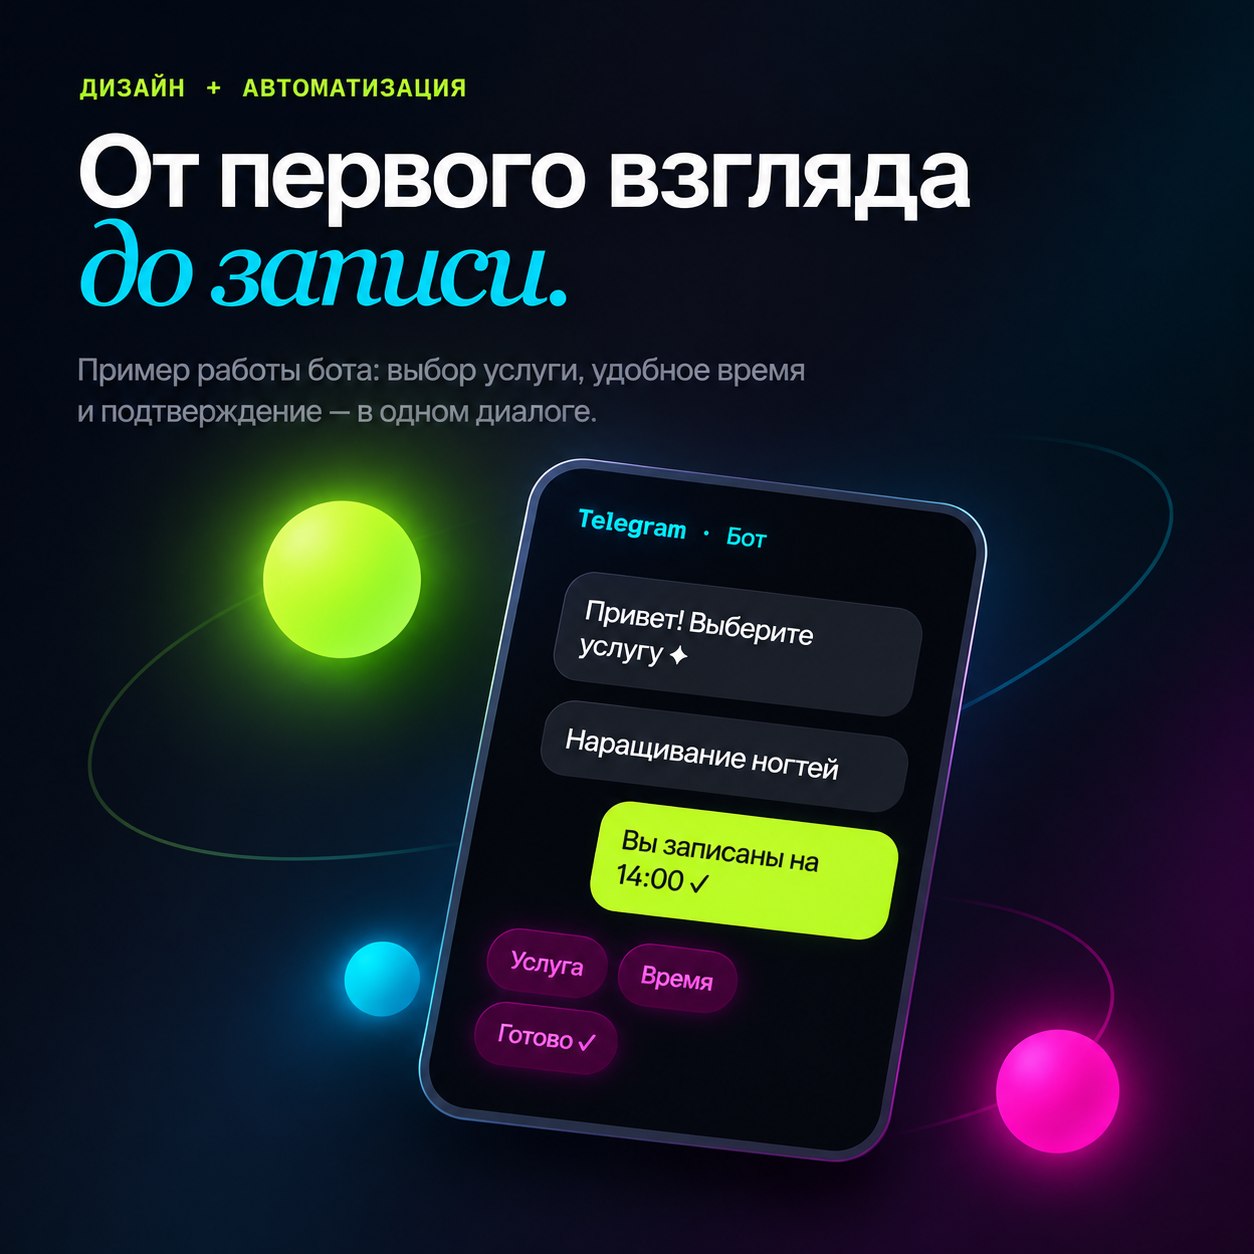 ДИЗАЙН + АВТОМАТИЗАЦИЯ
От первого взгляда
до записи.
Пример работы бота: выбор услуги, удобное время
и подтверждение — в одном диалоге.
Telegram · Бот
Привет! Выберите
услугу ✦
Наращивание ногтей
Вы записаны на
14:00 ✓
Услуга
Время
Готово ✓